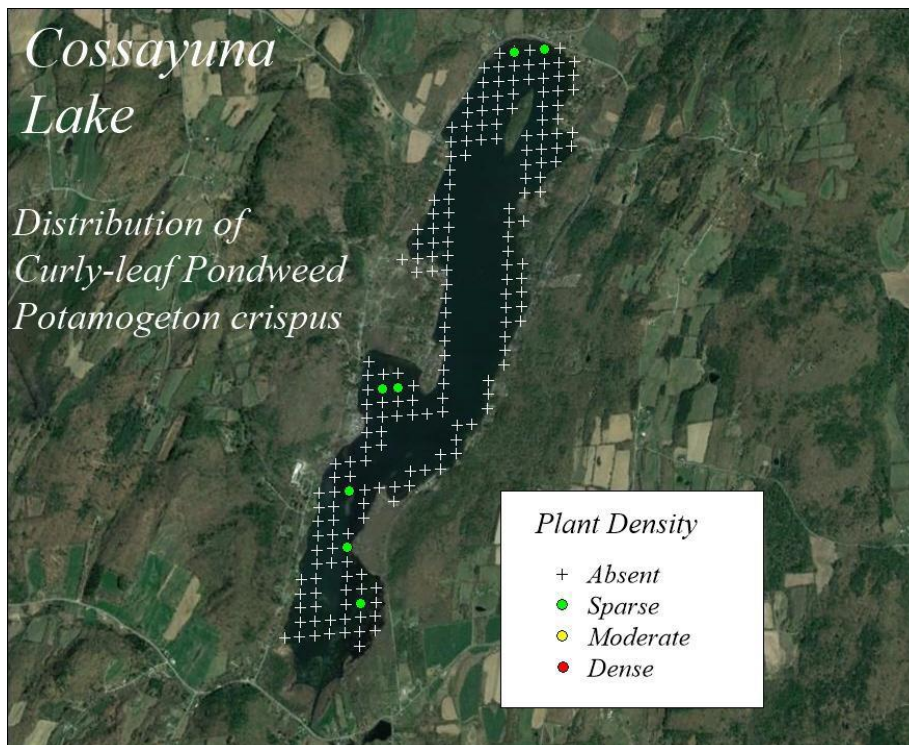 Cossayuna
Lake
Distribution of
Curly-leaf Pondweed
Potamogeton crispus
Plant Density
Absent
Sparse
Moderate
Dense